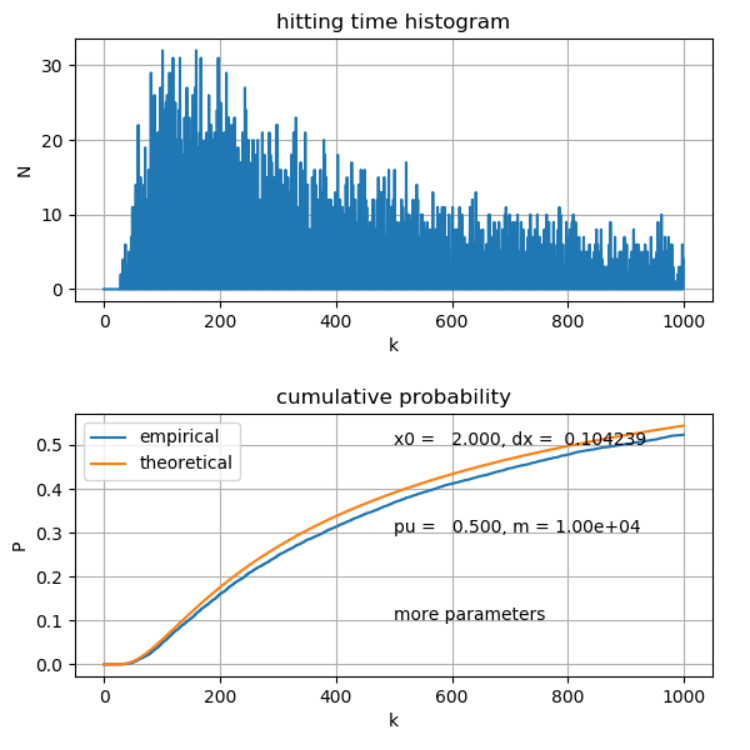 hitting time histogram
30
20
10
0
N
0 200 400 600 800 1000
k
cumulative probability
empirical
theoretical
x0 = 2.000, dx = 0.104239
pu = 0.500, m = 1.00e+04
more parameters
0.5
0.4
0.3
0.2
0.1
0.0
P
0 200 400 600 800 1000
k